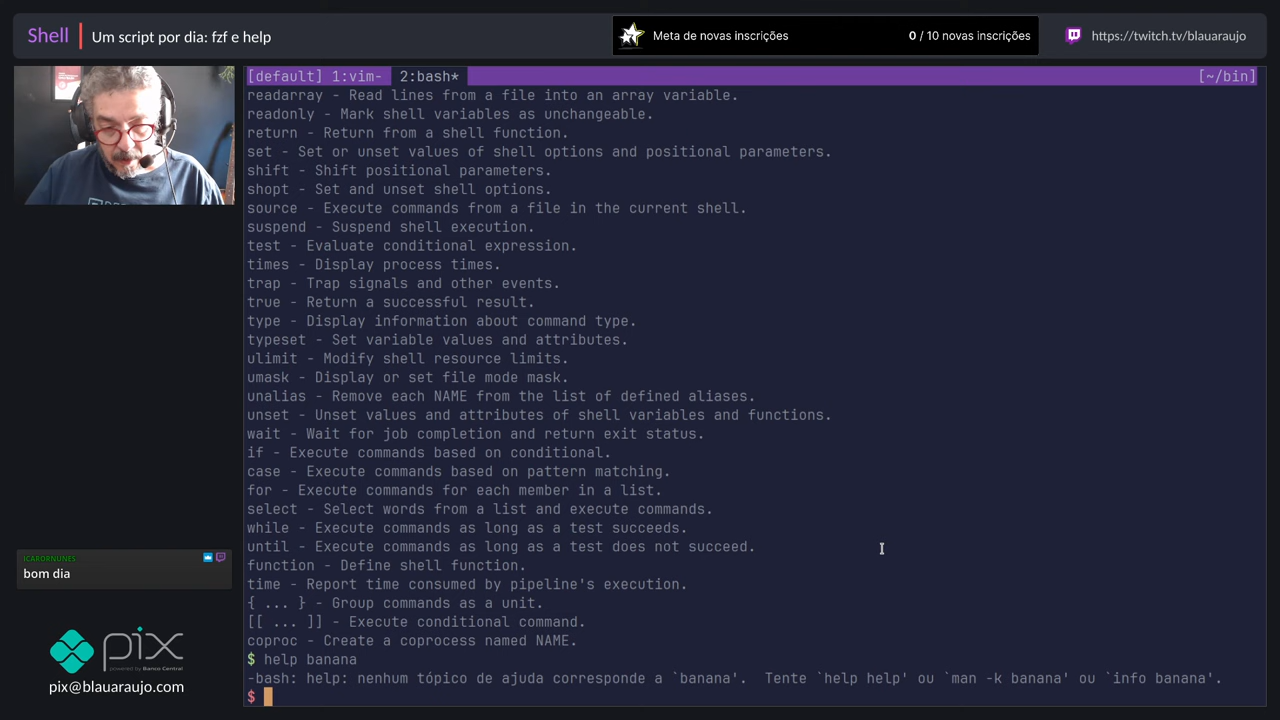 Shell | Um script por dia: fzf e help
Meta de novas inscrições 0 / 10 novas inscrições
https://twitch.tv/blauaraujo
[default] 1:vim- 2:bash* [~/bin]
readarray - Read lines from a file into an array variable.
readonly - Mark shell variables as unchangeable.
return - Return from a shell function.
set - Set or unset values of shell options and positional parameters.
shift - Shift positional parameters.
shopt - Set and unset shell options.
source - Execute commands from a file in the current shell.
suspend - Suspend shell execution.
test - Evaluate conditional expression.
times - Display process times.
trap - Trap signals and other events.
true - Return a successful result.
type - Display information about command type.
typeset - Set variable values and attributes.
ulimit - Modify shell resource limits.
umask - Display or set file mode mask.
unalias - Remove each NAME from the list of defined aliases.
unset - Unset values and attributes of shell variables and functions.
wait - Wait for job completion and return exit status.
if - Execute commands based on conditional.
case - Execute commands based on pattern matching.
for - Execute commands for each member in a list.
select - Select words from a list and execute commands.
while - Execute commands as long as a test succeeds.
until - Execute commands as long as a test does not succeed.
function - Define shell function.
time - Report time consumed by pipeline's execution.
{ ... } - Group commands as a unit.
[[ ... ]] - Execute conditional command.
coproc - Create a coprocess named NAME.
$ help banana
-bash: help: nenhum tópico de ajuda corresponde a `banana'.  Tente `help help' ou `man -k banana' ou `info banana'.
$
ICARORNUNES
bom dia
pix
powered by Banco Central
pix@blauaraujo.com